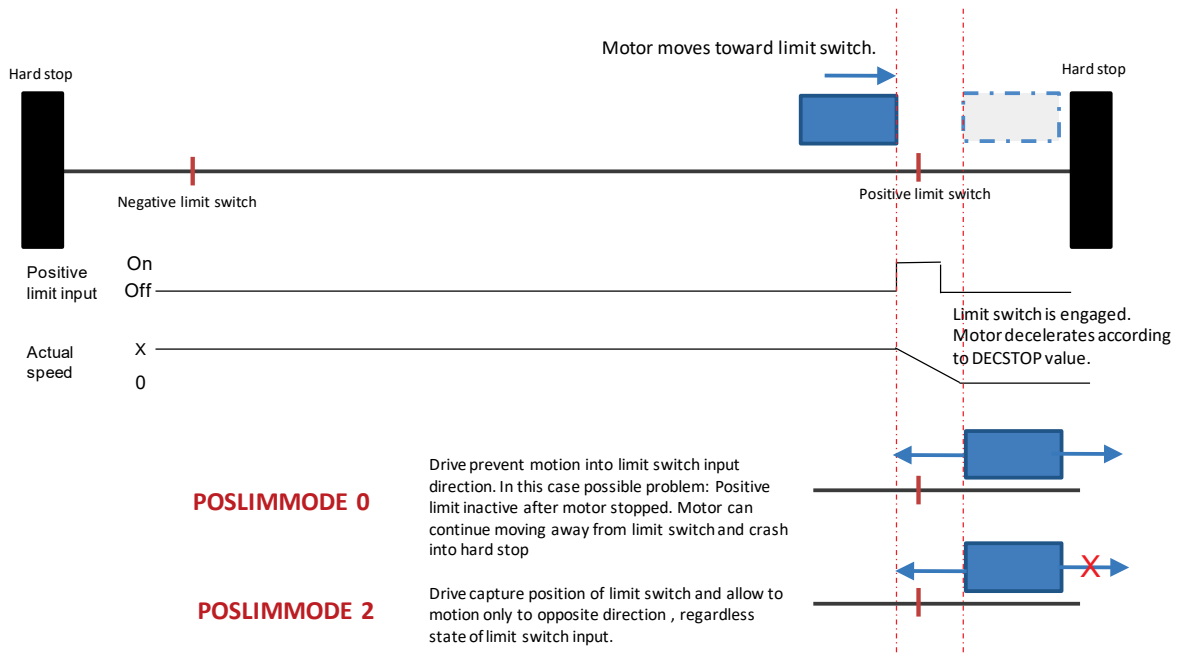 Motor moves toward limit switch.
Hard stop
Hard stop
Negative limit switch
Positive limit switch
Positive
limit input
On
Off
Limit switch is engaged.
Motor decelerates according
to DECSTOP value.
Actual
speed
X
0
POSLIMMODE 0
Drive prevent motion into limit switch input
direction. In this case possible problem: Positive
limit inactive after motor stopped. Motor can
continue moving away from limit switch and crash
into hard stop
POSLIMMODE 2
Drive capture position of limit switch and allow to
motion only to opposite direction , regardless
state of limit switch input.
X